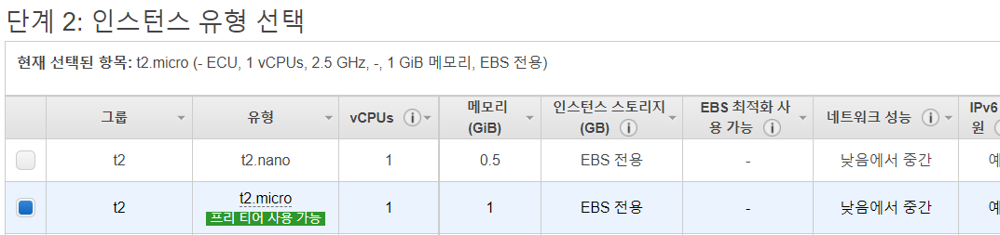 단계 2: 인스턴스 유형 선택
현재 선택된 항목: t2.micro (- ECU, 1 vCPUs, 2.5 GHz, -, 1 GiB 메모리, EBS 전용)
그룹 유형 vCPUs 메모리 (GiB) 인스턴스 스토리지 (GB) EBS 최적화 사용 가능 네트워크 성능 IPv6 원
t2 t2.nano 1 0.5 EBS 전용 - 낮음에서 중간 예
t2 t2.micro 1 1 EBS 전용 - 낮음에서 중간 예
프리 티어 사용 가능